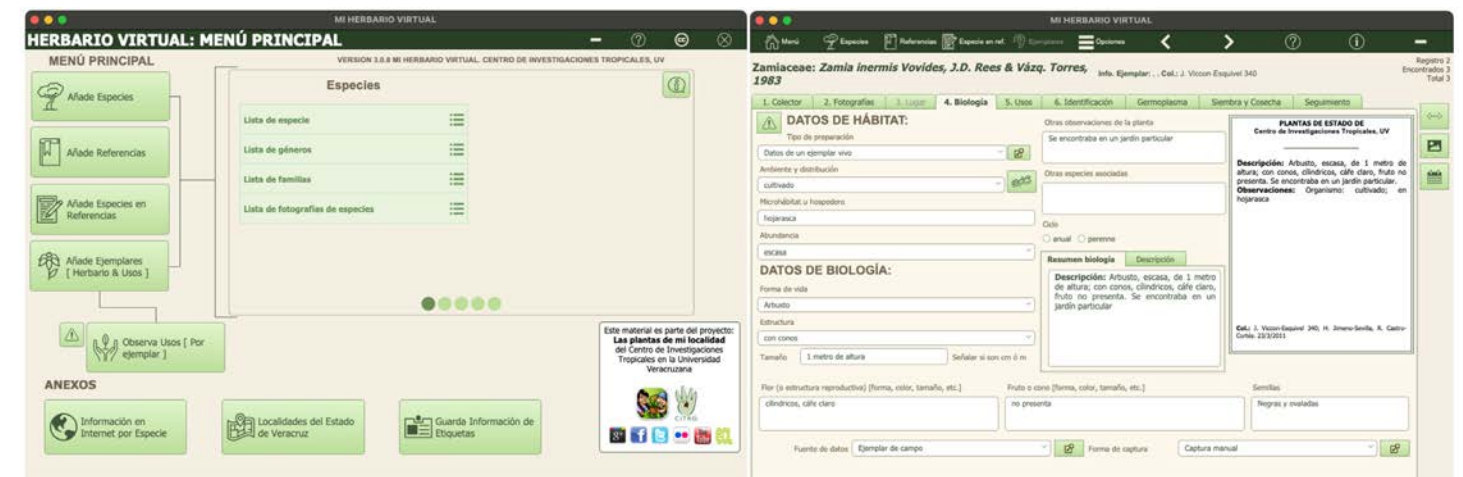 MI HERBARIO VIRTUAL
HERBARIO VIRTUAL: MENÚ PRINCIPAL
MENÚ PRINCIPAL
VERSION 3.0.8 MI HERBARIO VIRTUAL. CENTRO DE INVESTIGACIONES TROPICALES, UV
Añade Especies
Añade Referencias
Añade Especies en
Referencias
Añade Ejemplares
[ Herbario & Usos ]
Observa Usos [ Por
ejemplar ]
Especies
Lista de especie
Lista de géneros
Lista de familias
Lista de fotografías de especies
Este material es parte del proyecto:
Las plantas de mi localidad
del Centro de Investigaciones
Tropicales en la Universidad
Veracruzana
CITRO
ANEXOS
Información en
Internet por Especie
Localidades del Estado
de Veracruz
Guarda Información de
Etiquetas
MI HERBARIO VIRTUAL
Menú
Especies
Referencias
Especie en ref.
Ejemplares
Opciones
Zamiaceae: Zamia inermis Vovides, J.D. Rees & Vázq. Torres,
1983
Info. Ejemplar: . . Col.: J. Viccon Esquivel 340
Registro 2
Encontrados 3
Total 3
1. Colector
2. Fotografías
3. Lugar
4. Biología
5. Usos
6. Identificación
Germoplasma
Siembra y Cosecha
Seguimiento
DATOS DE HÁBITAT:
Tipo de preparación
Datos de un ejemplar vivo
Ambiente y distribución
cultivado
Microhábitat u hospedero
hojarasca
Abundancia
escasa
DATOS DE BIOLOGÍA:
Forma de vida
Arbusto
Estructura
con conos
Tamaño
1 metro de altura
Señalar si son cm ó m
Otras observaciones de la planta
Se encontraba en un jardín particular
Otras especies asociadas
Ciclo
anual
perenne
Resumen biología
Descripción
Descripción: Arbusto, escasa, de 1 metro
de altura; con conos, cilíndricos, cáfe claro,
fruto no presenta. Se encontraba en un
jardín particular
PLANTAS DE ESTADO DE
Centro de Investigaciones Tropicales, UV
Descripción: Arbusto, escasa, de 1 metro de
altura; con conos, cilíndricos, cáfe claro, fruto no
presenta. Se encontraba en un jardín particular.
Observaciones: Organismo: cultivado; en
hojarasca
Col.: J. Viccon-Esquivel 340, H. Jimeno-Sevilla, R. Castro-
Cortés. 23/3/2011
Flor (o estructura reproductiva) [forma, color, tamaño, etc.]
cilíndricos, cáfe claro
Fruto o cono [forma, color, tamaño, etc.]
no presenta
Semillas
Negras y ovaladas
Fuente de datos
Ejemplar de campo
Forma de captura
Captura manual